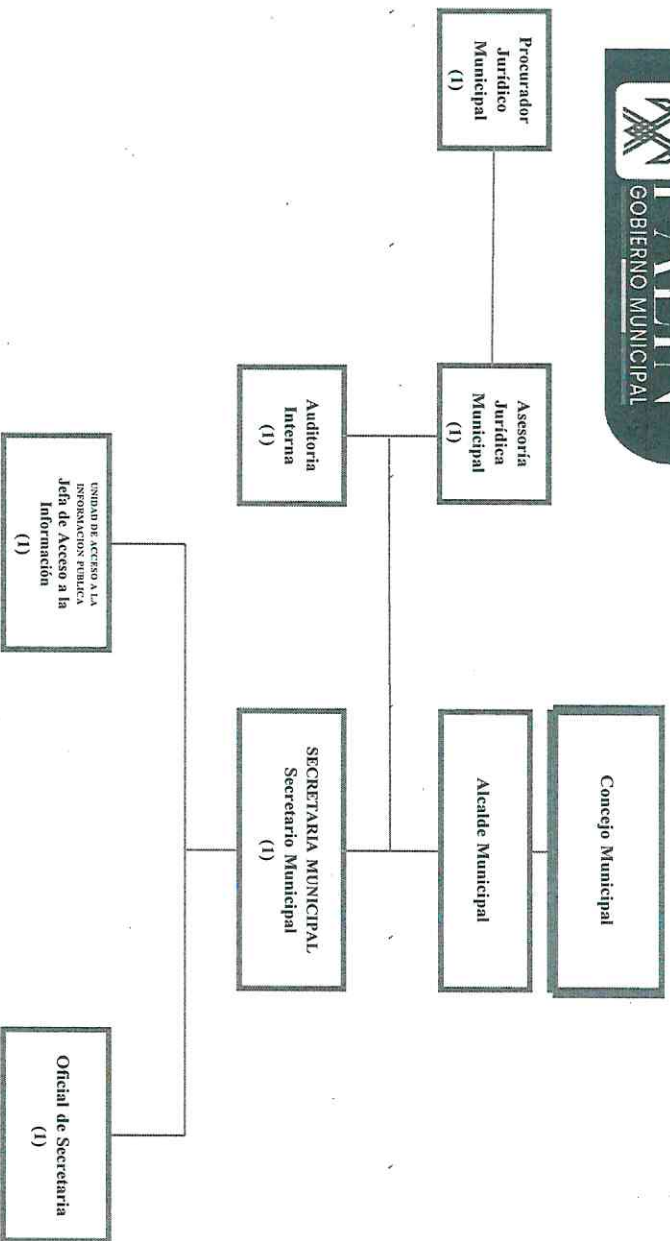 GOBIERNO MUNICIPAL
Concejo Municipal
Alcalde Municipal
Procurador
Jurídico
Municipal
(1)
Asesoría
Jurídica
Municipal
(1)
Auditoria
Interna
(1)
SECRETARIA MUNICIPAL
Secretario Municipal
(1)
UNIDAD DE ACCESO A LA
INFORMACION PUBLICA
Jefa de Acceso a la
Información
(1)
Oficial de Secretaria
(1)